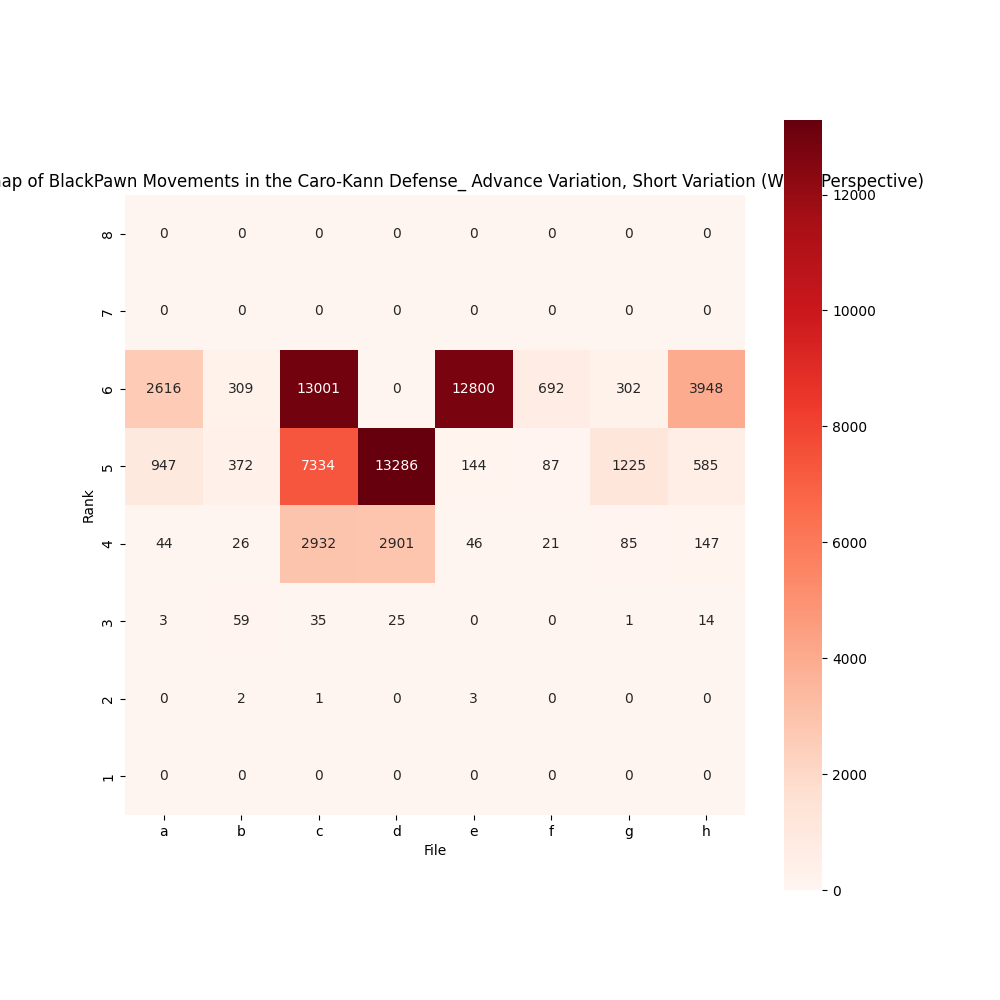 ap of BlackPawn Movements in the Caro-Kann Defense_ Advance Variation, Short Variation (W Perspective)
8 0 0 0 0 0 0 0 0
7 0 0 0 0 0 0 0 0
6 2616 309 13001 0 12800 692 302 3948
5 947 372 7334 13286 144 87 1225 585
4 44 26 2932 2901 46 21 85 147
3 3 59 35 25 0 0 1 14
2 0 2 1 0 3 0 0 0
1 0 0 0 0 0 0 0 0
a b c d e f g h
File
Rank
12000
10000
8000
6000
4000
2000
0